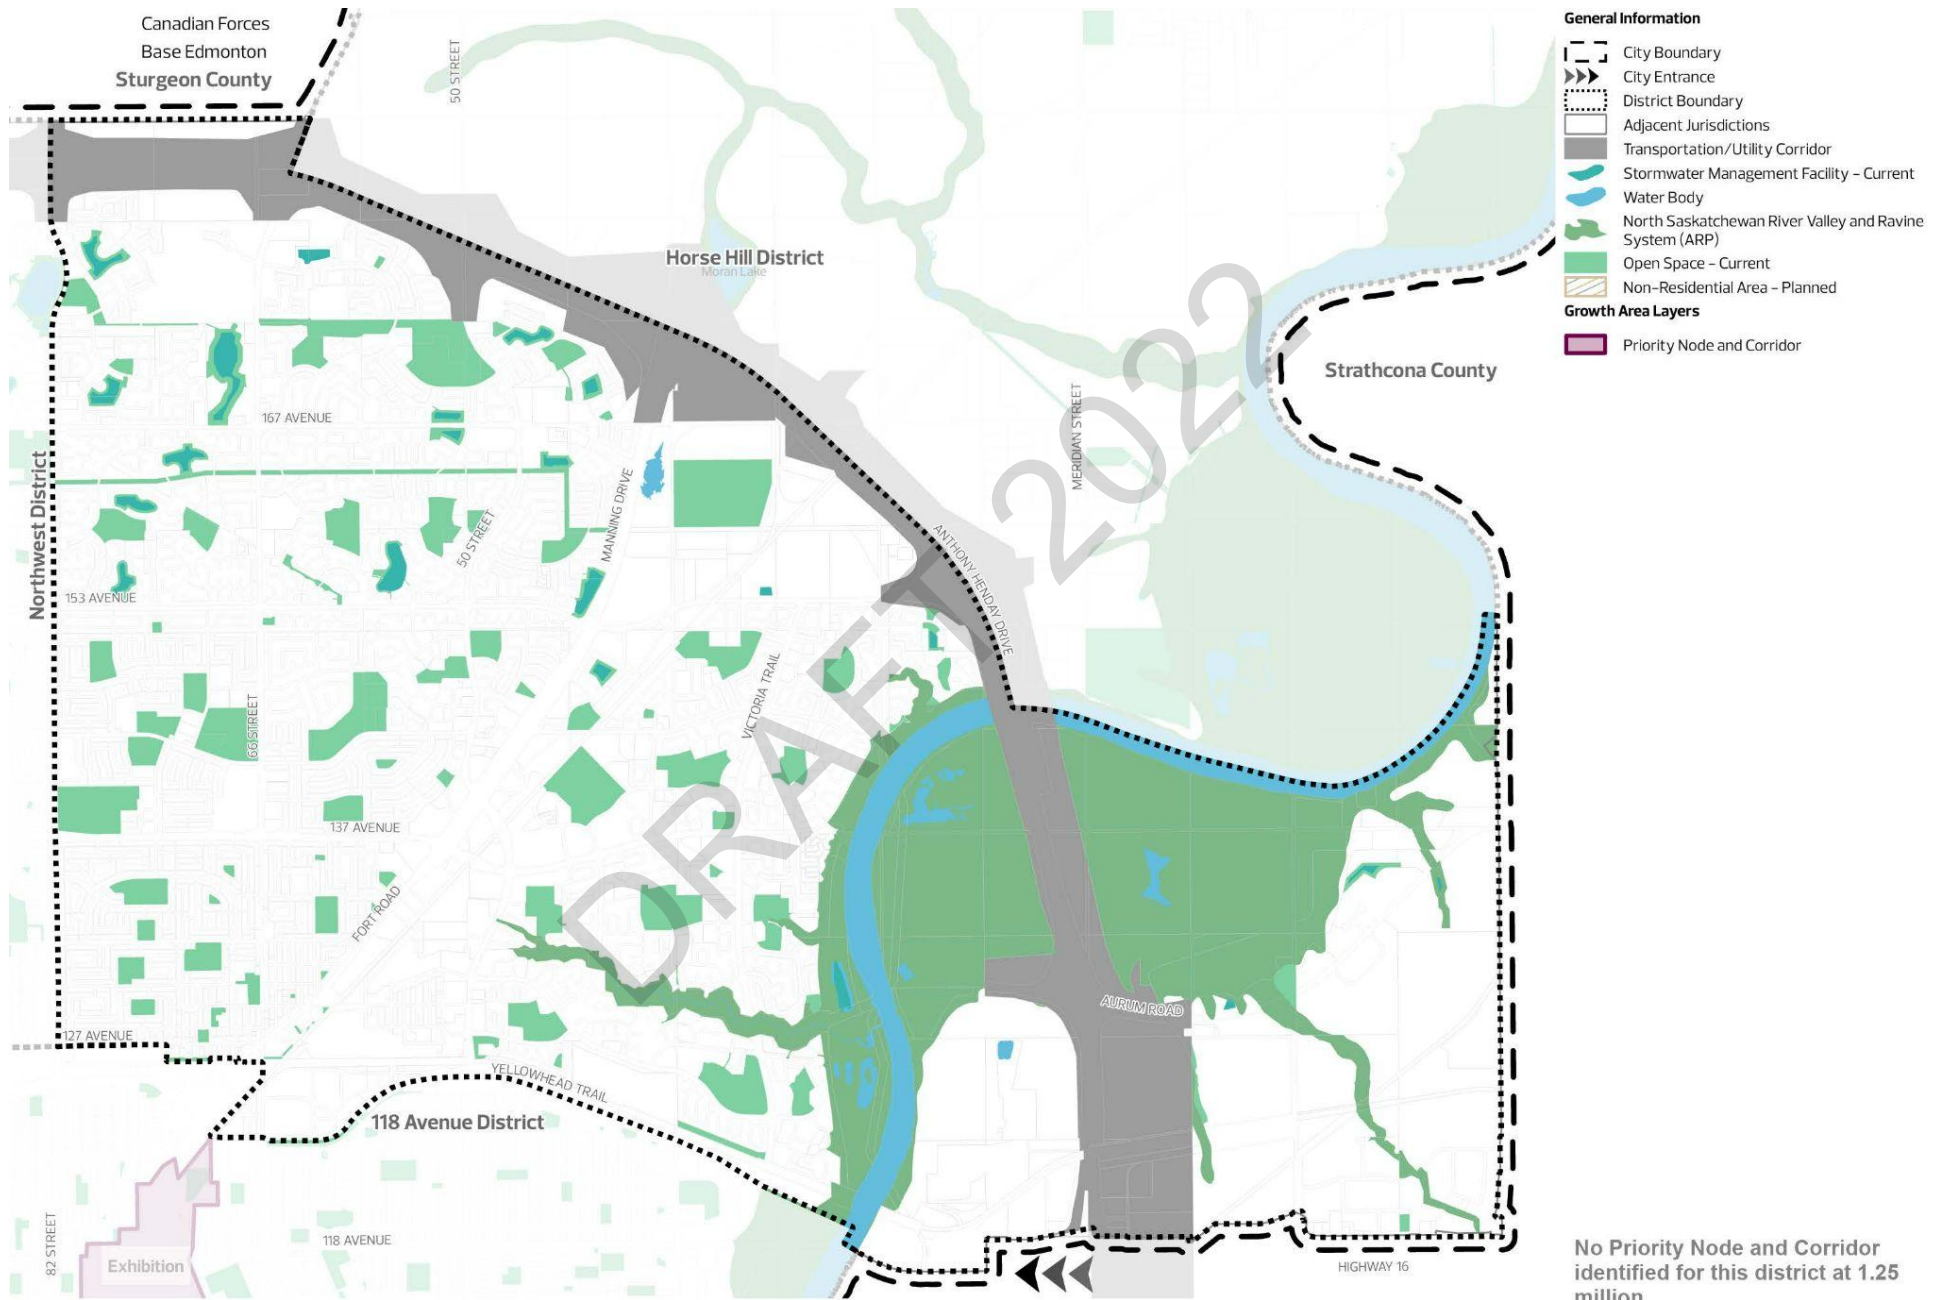 Canadian Forces
Base Edmonton
Sturgeon County
50 STREET
Horse Hill District
Moran Lake
Strathcona County
MERIDIAN STREET
167 AVENUE
Northwest District
MANNING DRIVE
50 STREET
ANTHONY HENDAY DRIVE
153 AVENUE
66 STREET
VICTORIA TRAIL
137 AVENUE
FORT ROAD
AURUM ROAD
127 AVENUE
YELLOWHEAD TRAIL
118 Avenue District
82 STREET
118 AVENUE
Exhibition
HIGHWAY 16
DRAFT 2022
General Information
City Boundary
City Entrance
District Boundary
Adjacent Jurisdictions
Transportation/Utility Corridor
Stormwater Management Facility - Current
Water Body
North Saskatchewan River Valley and Ravine
System (ARP)
Open Space - Current
Non-Residential Area - Planned
Growth Area Layers
Priority Node and Corridor
No Priority Node and Corridor
identified for this district at 1.25
million